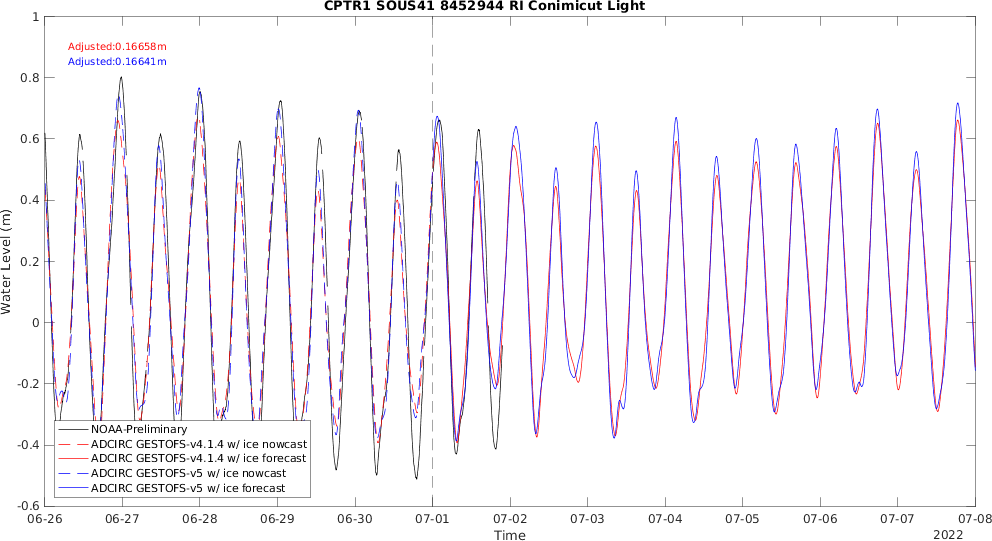 CPTR1 SOUS41 8452944 RI Conimicut Light
Adjusted:0.16658m
Adjusted:0.16641m
Water Level (m)
1
0.8
0.6
0.4
0.2
0
-0.2
-0.4
-0.6
NOAA-Preliminary
ADCIRC GESTOFS-v4.1.4 w/ ice nowcast
ADCIRC GESTOFS-v4.1.4 w/ ice forecast
ADCIRC GESTOFS-v5 w/ ice nowcast
ADCIRC GESTOFS-v5 w/ ice forecast
06-26 06-27 06-28 06-29 06-30 07-01 07-02 07-03 07-04 07-05 07-06 07-07 07-08
Time
2022